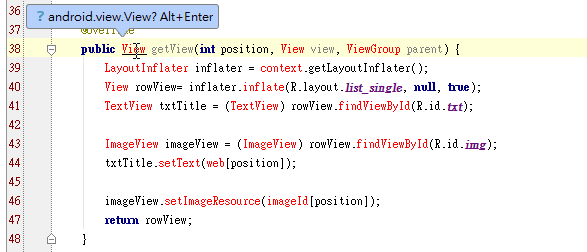 36
? android.view.View? Alt+Enter
37 @Override
38 public View getView(int position, View view, ViewGroup parent) {
39 LayoutInflater inflater = context.getLayoutInflater();
40 View rowView= inflater.inflate(R.layout.list_single, null, true);
41 TextView txtTitle = (TextView) rowView.findViewById(R.id.txt);
42
43 ImageView imageView = (ImageView) rowView.findViewById(R.id.img);
44 txtTitle.setText(web[position]);
45
46 imageView.setImageResource(imageId[position]);
47 return rowView;
48 }